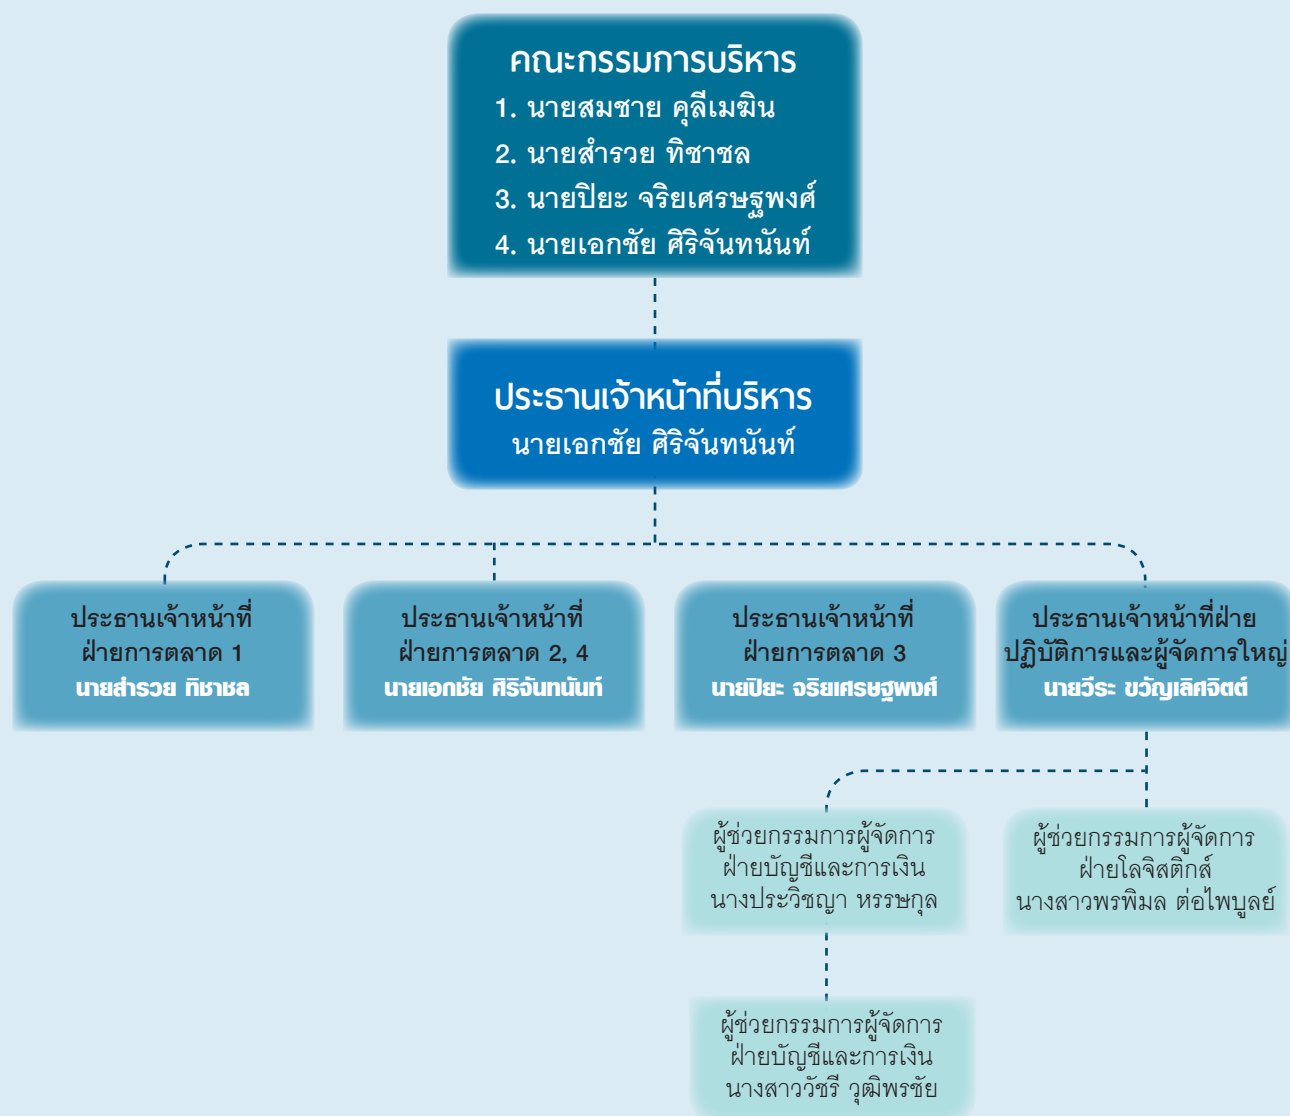 คณะกรรมการบริหาร
1. นายสมชาย คุลีเมฆิน
2. นายสำรวย ทิชาชล
3. นายปิยะ จริยเศรษฐพงศ์
4. นายเอกชัย ศิริจันทนันท์
ประธานเจ้าหน้าที่บริหาร
นายเอกชัย ศิริจันทนันท์
ประธานเจ้าหน้าที่
ฝ่ายการตลาด 1
นายสำรวย ทิชาชล
ประธานเจ้าหน้าที่
ฝ่ายการตลาด 2, 4
นายเอกชัย ศิริจันทนันท์
ประธานเจ้าหน้าที่
ฝ่ายการตลาด 3
นายปิยะ จริยเศรษฐพงศ์
ประธานเจ้าหน้าที่ฝ่าย
ปฏิบัติการและผู้จัดการใหญ่
นายวีระ ขวัญเลิศจิตต์
ผู้ช่วยกรรมการผู้จัดการ
ฝ่ายบัญชีและการเงิน
นางประวิชญา หรรษกุล
ผู้ช่วยกรรมการผู้จัดการ
ฝ่ายโลจิสติกส์
นางสาวพรพิมล ต่อไพบูลย์
ผู้ช่วยกรรมการผู้จัดการ
ฝ่ายบัญชีและการเงิน
นางสาววัชรี วุฒิพรชัย